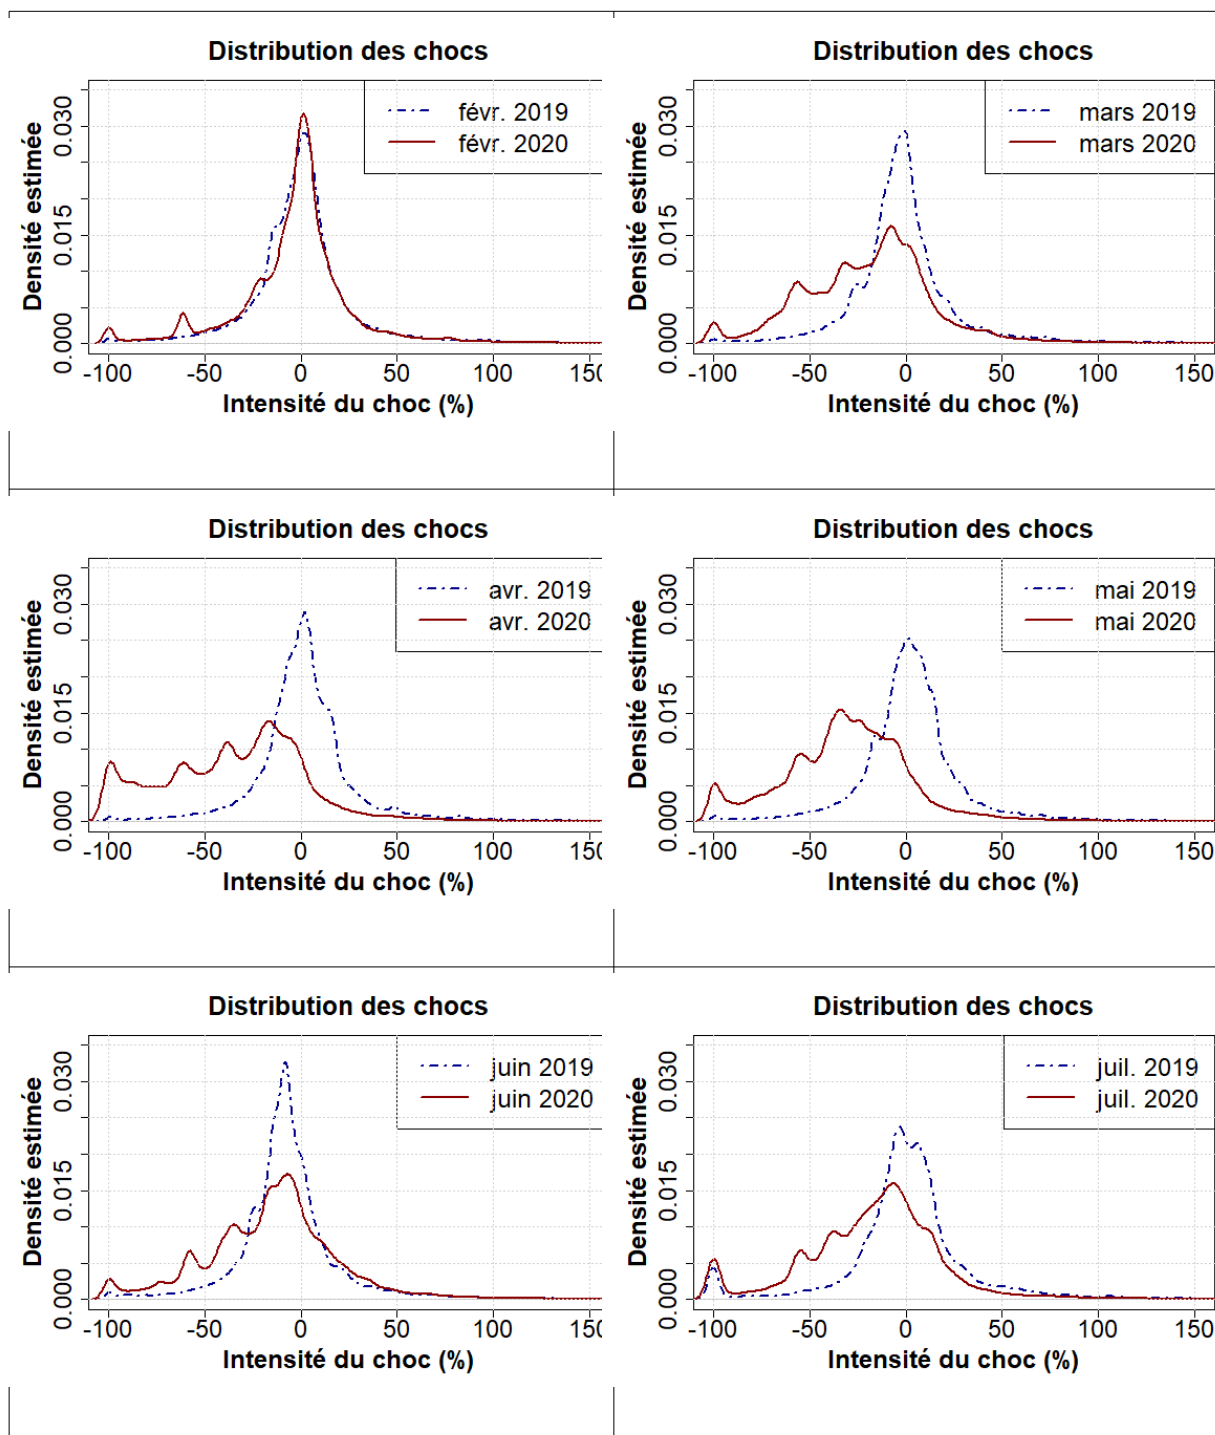 Distribution des chocs
Densité estimée
0.000 0.015 0.030
févr. 2019
févr. 2020
-100 -50 0 50 100 150
Intensité du choc (%)
Distribution des chocs
Densité estimée
0.000 0.015 0.030
mars 2019
mars 2020
-100 -50 0 50 100 150
Intensité du choc (%)
Distribution des chocs
Densité estimée
0.000 0.015 0.030
avr. 2019
avr. 2020
-100 -50 0 50 100 150
Intensité du choc (%)
Distribution des chocs
Densité estimée
0.000 0.015 0.030
mai 2019
mai 2020
-100 -50 0 50 100 150
Intensité du choc (%)
Distribution des chocs
Densité estimée
0.000 0.015 0.030
juin 2019
juin 2020
-100 -50 0 50 100 150
Intensité du choc (%)
Distribution des chocs
Densité estimée
0.000 0.015 0.030
juil. 2019
juil. 2020
-100 -50 0 50 100 150
Intensité du choc (%)